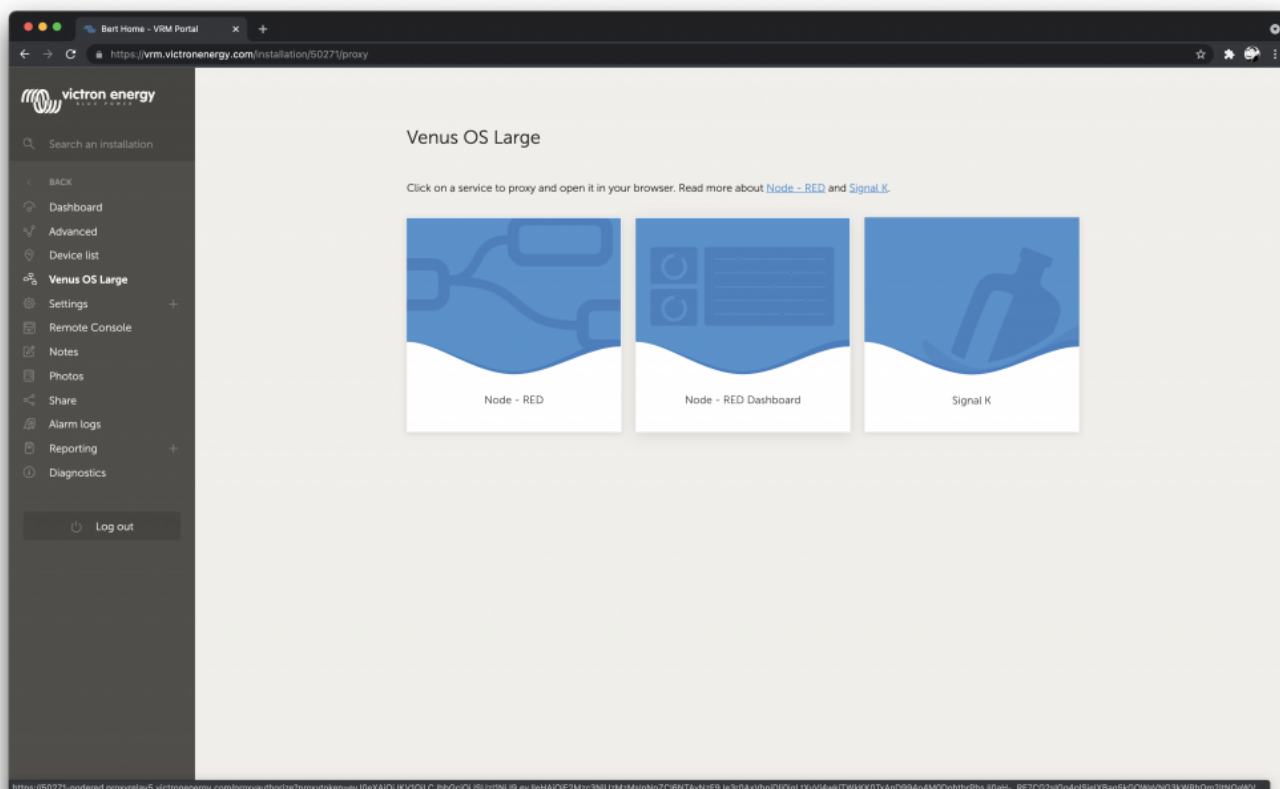 Bert Home - VRM Portal
https://vrm.victronenergy.com/installation/50271/proxy
victron energy
BLUE POWER
Search an installation
BACK
Dashboard
Advanced
Device list
Venus OS Large
Settings
Remote Console
Notes
Photos
Share
Alarm logs
Reporting
Diagnostics
Log out
Venus OS Large
Click on a service to proxy and open it in your browser. Read more about Node - RED and Signal K.
Node - RED
Node - RED Dashboard
Signal K